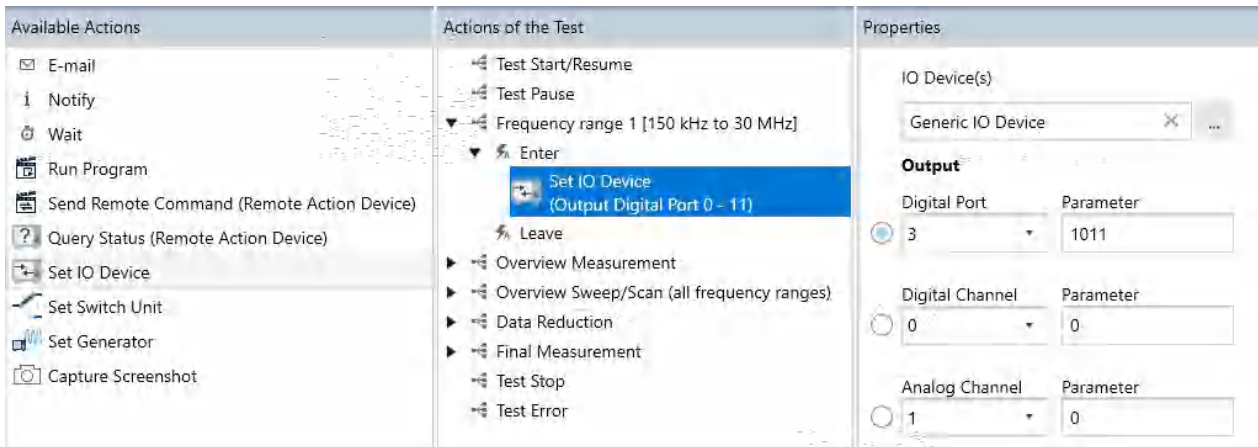 Available Actions
E-mail
Notify
Wait
Run Program
Send Remote Command (Remote Action Device)
Query Status (Remote Action Device)
Set IO Device
Set Switch Unit
Set Generator
Capture Screenshot
Actions of the Test
Test Start/Resume
Test Pause
Frequency range 1 [150 kHz to 30 MHz]
Enter
Set IO Device
(Output Digital Port 0 - 11)
Leave
Overview Measurement
Overview Sweep/Scan (all frequency ranges)
Data Reduction
Final Measurement
Test Stop
Test Error
Properties
IO Device(s)
Generic IO Device ...
Output
Digital Port Parameter
3 1011
Digital Channel Parameter
0 0
Analog Channel Parameter
1 0